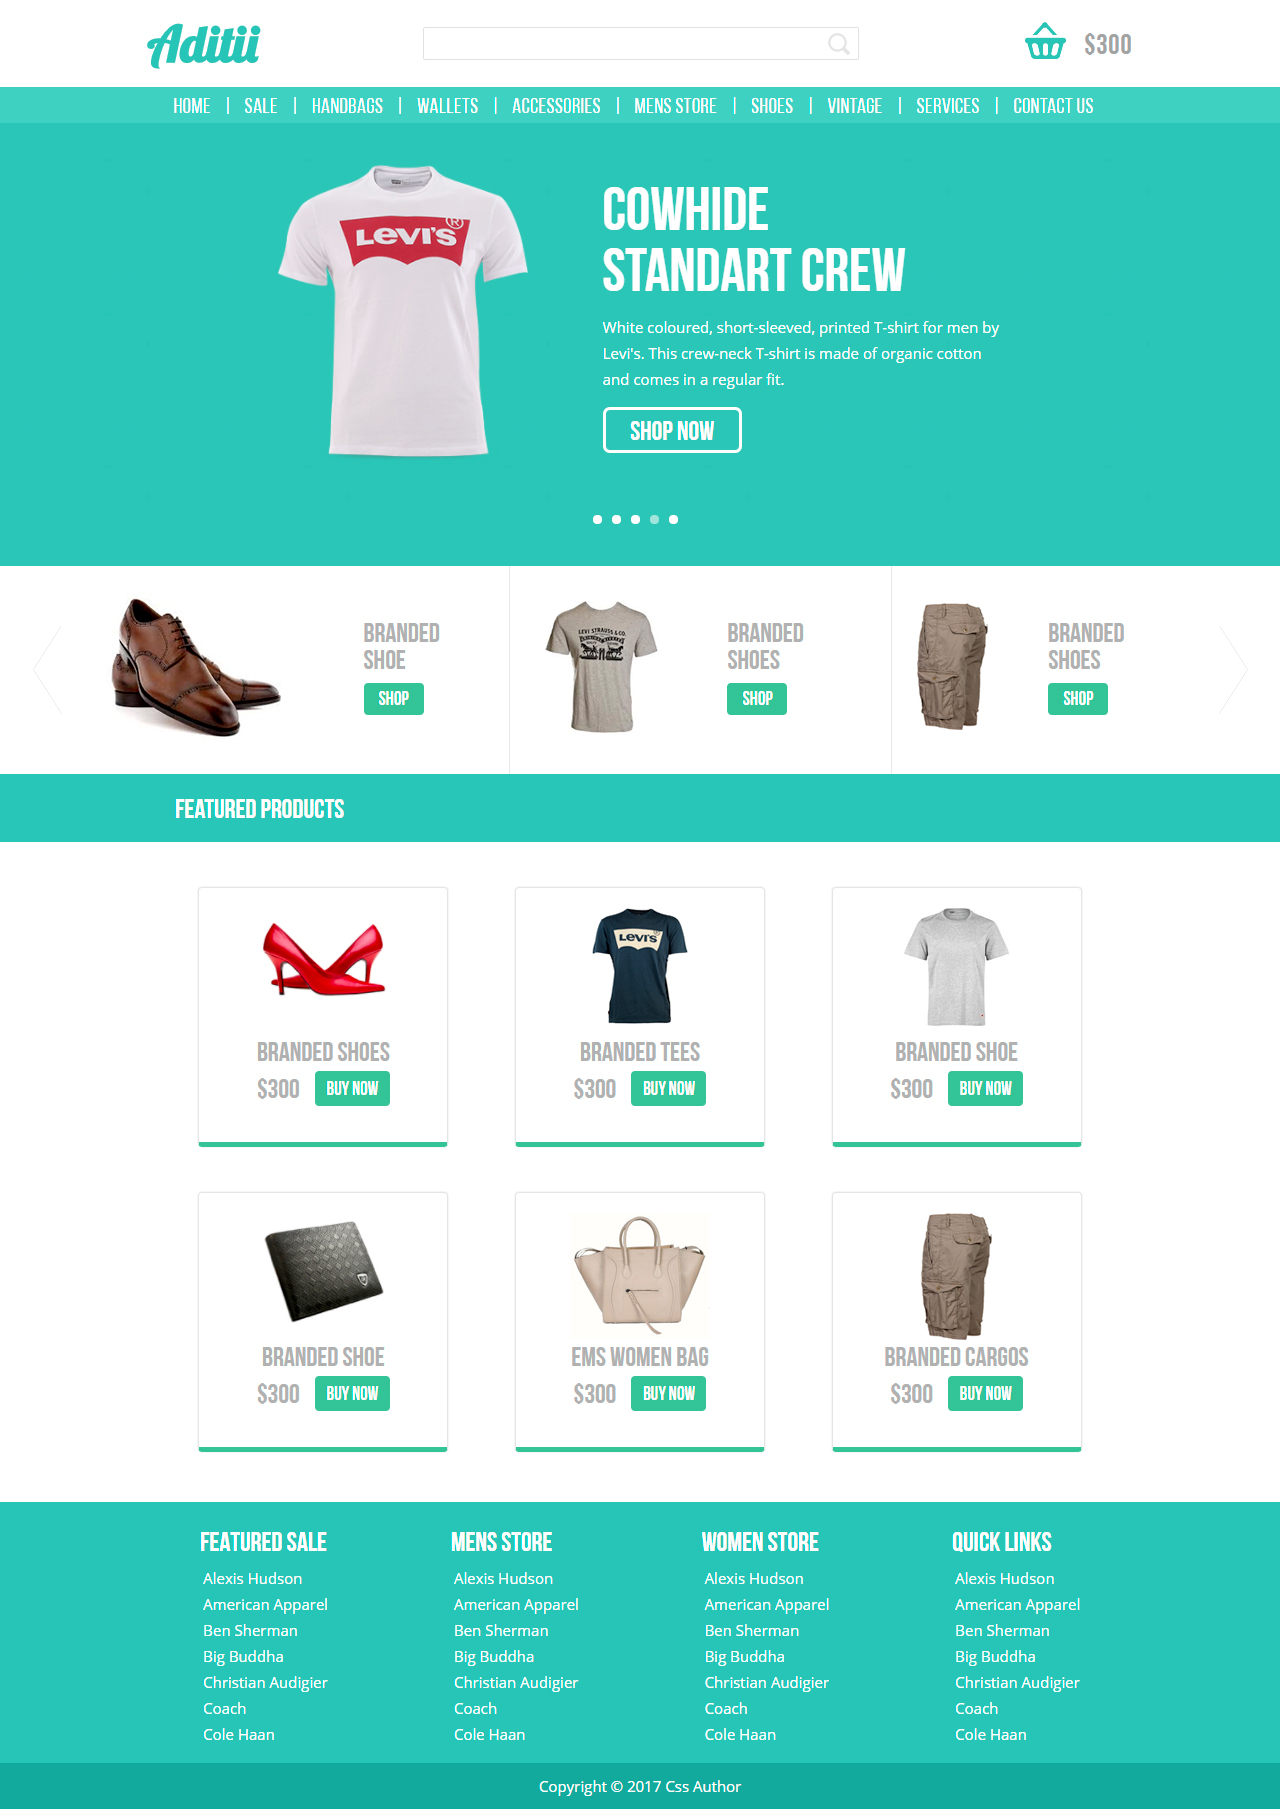 Aditii
$300
HOME | SALE | HANDBAGS | WALLETS | ACCESSORIES | MENS STORE | SHOES | VINTAGE | SERVICES | CONTACT US
LEVI'S ®
COWHIDE
STANDART CREW
White coloured, short-sleeved, printed T-shirt for men by
Levi's. This crew-neck T-shirt is made of organic cotton
and comes in a regular fit.
SHOP NOW
BRANDED
SHOE
SHOP
LEVI STRAUSS & CO.
BRANDED
SHOES
SHOP
BRANDED
SHOES
SHOP
FEATURED PRODUCTS
BRANDED SHOES
$300 BUY NOW
LEVI'S
BRANDED TEES
$300 BUY NOW
BRANDED SHOE
$300 BUY NOW
BRANDED SHOE
$300 BUY NOW
EMS WOMEN BAG
$300 BUY NOW
BRANDED CARGOS
$300 BUY NOW
FEATURED SALE
Alexis Hudson
American Apparel
Ben Sherman
Big Buddha
Christian Audigier
Coach
Cole Haan
MENS STORE
Alexis Hudson
American Apparel
Ben Sherman
Big Buddha
Christian Audigier
Coach
Cole Haan
WOMEN STORE
Alexis Hudson
American Apparel
Ben Sherman
Big Buddha
Christian Audigier
Coach
Cole Haan
QUICK LINKS
Alexis Hudson
American Apparel
Ben Sherman
Big Buddha
Christian Audigier
Coach
Cole Haan
Copyright © 2017 Css Author